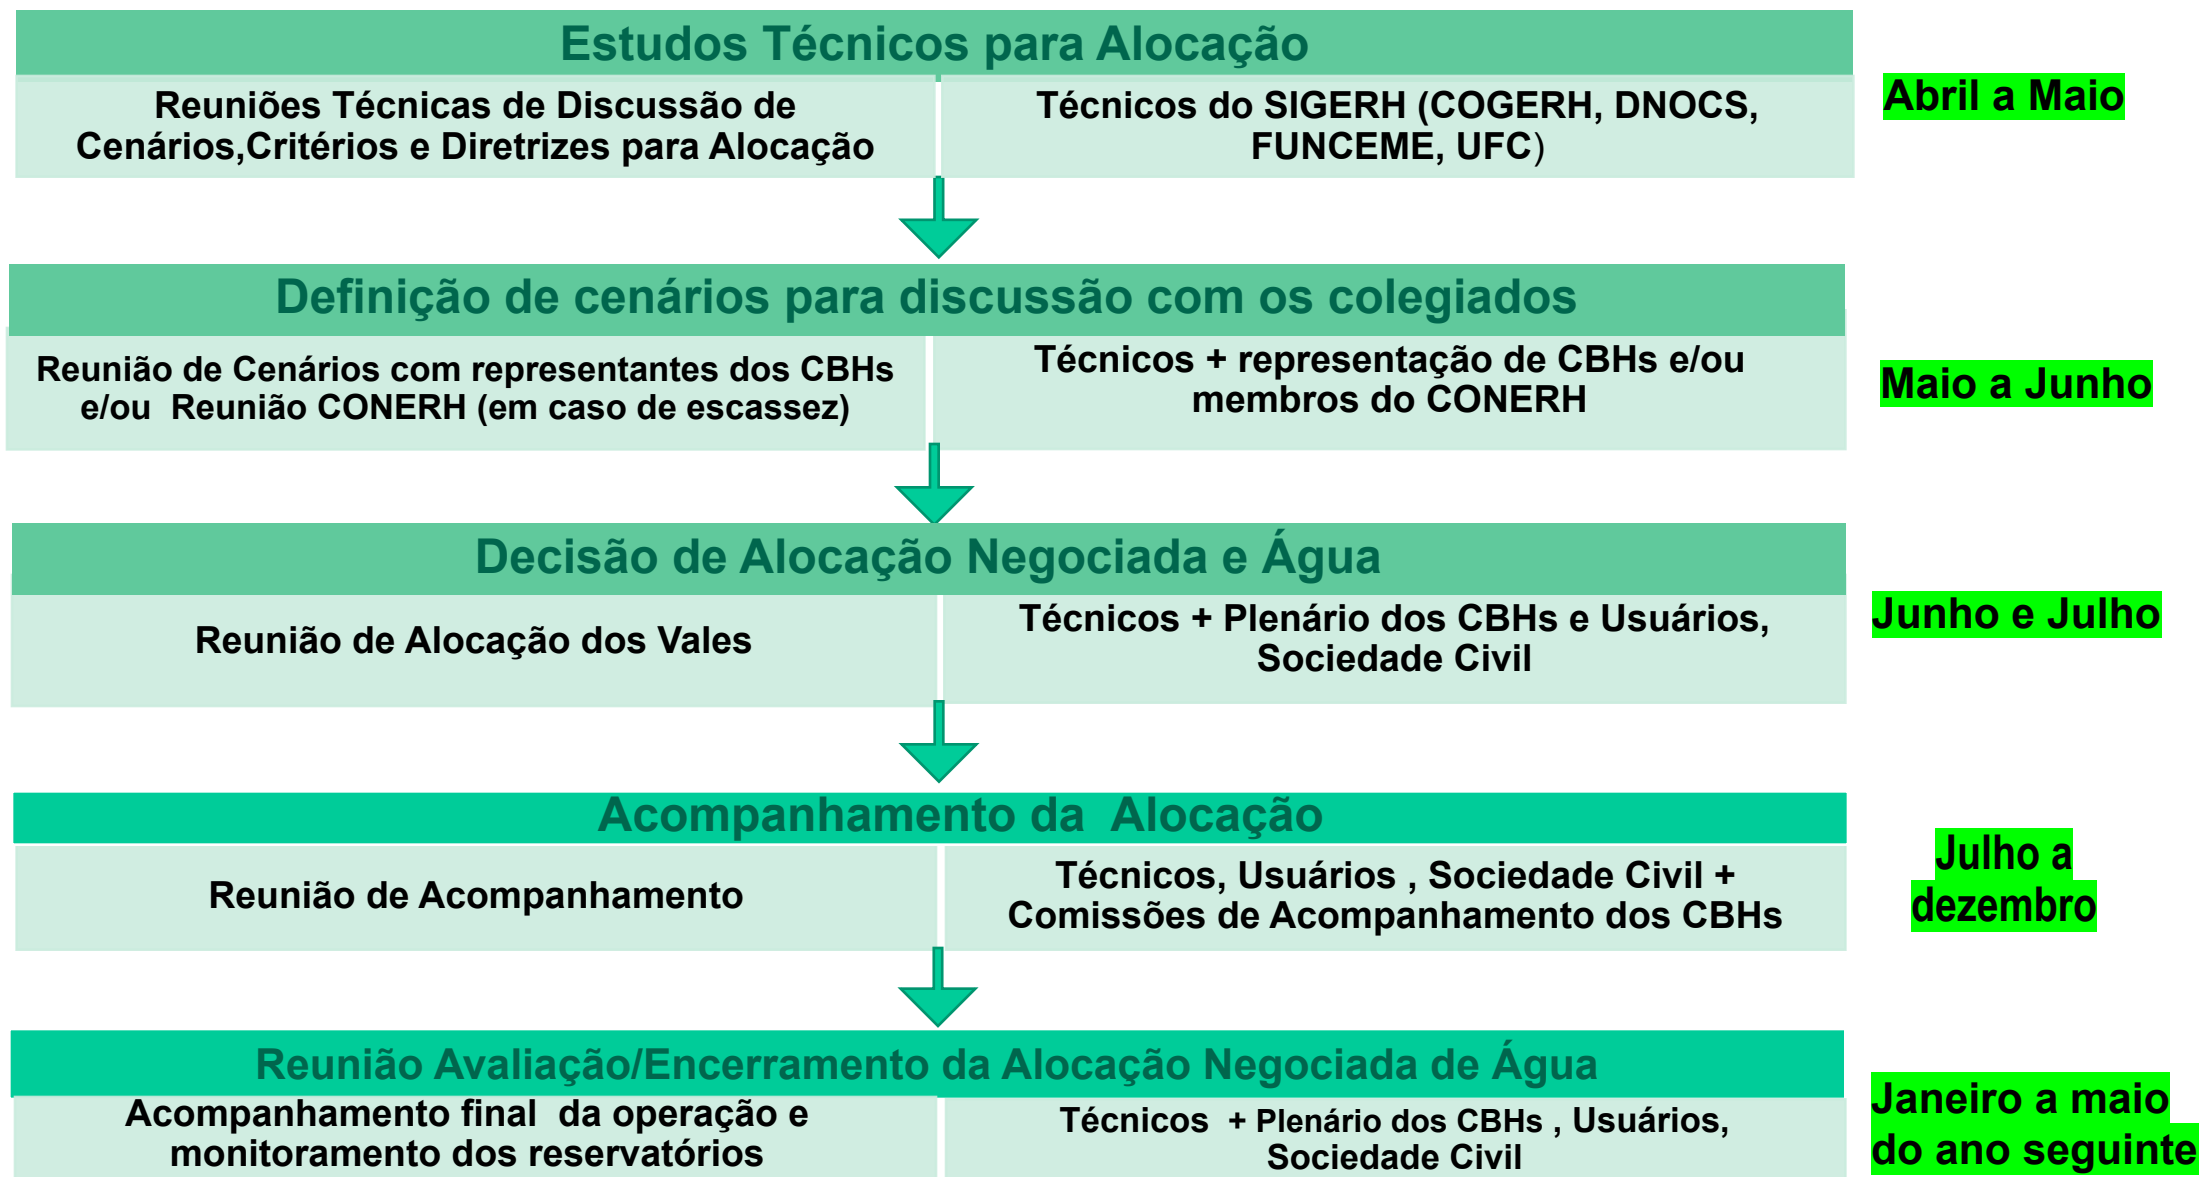 Estudos Técnicos para Alocação
Reuniões Técnicas de Discussão de
Cenários,Critérios e Diretrizes para Alocação
Técnicos do SIGERH (COGERH, DNOCS,
FUNCEME, UFC)
Abril a Maio
Definição de cenários para discussão com os colegiados
Reunião de Cenários com representantes dos CBHs
e/ou Reunião CONERH (em caso de escassez)
Técnicos + representação de CBHs e/ou
membros do CONERH
Maio a Junho
Decisão de Alocação Negociada e Água
Reunião de Alocação dos Vales
Técnicos + Plenário dos CBHs e Usuários,
Sociedade Civil
Junho e Julho
Acompanhamento da Alocação
Reunião de Acompanhamento
Técnicos, Usuários , Sociedade Civil +
Comissões de Acompanhamento dos CBHs
Julho a
dezembro
Reunião Avaliação/Encerramento da Alocação Negociada de Água
Acompanhamento final da operação e
monitoramento dos reservatórios
Técnicos + Plenário dos CBHs , Usuários,
Sociedade Civil
Janeiro a maio
do ano seguinte